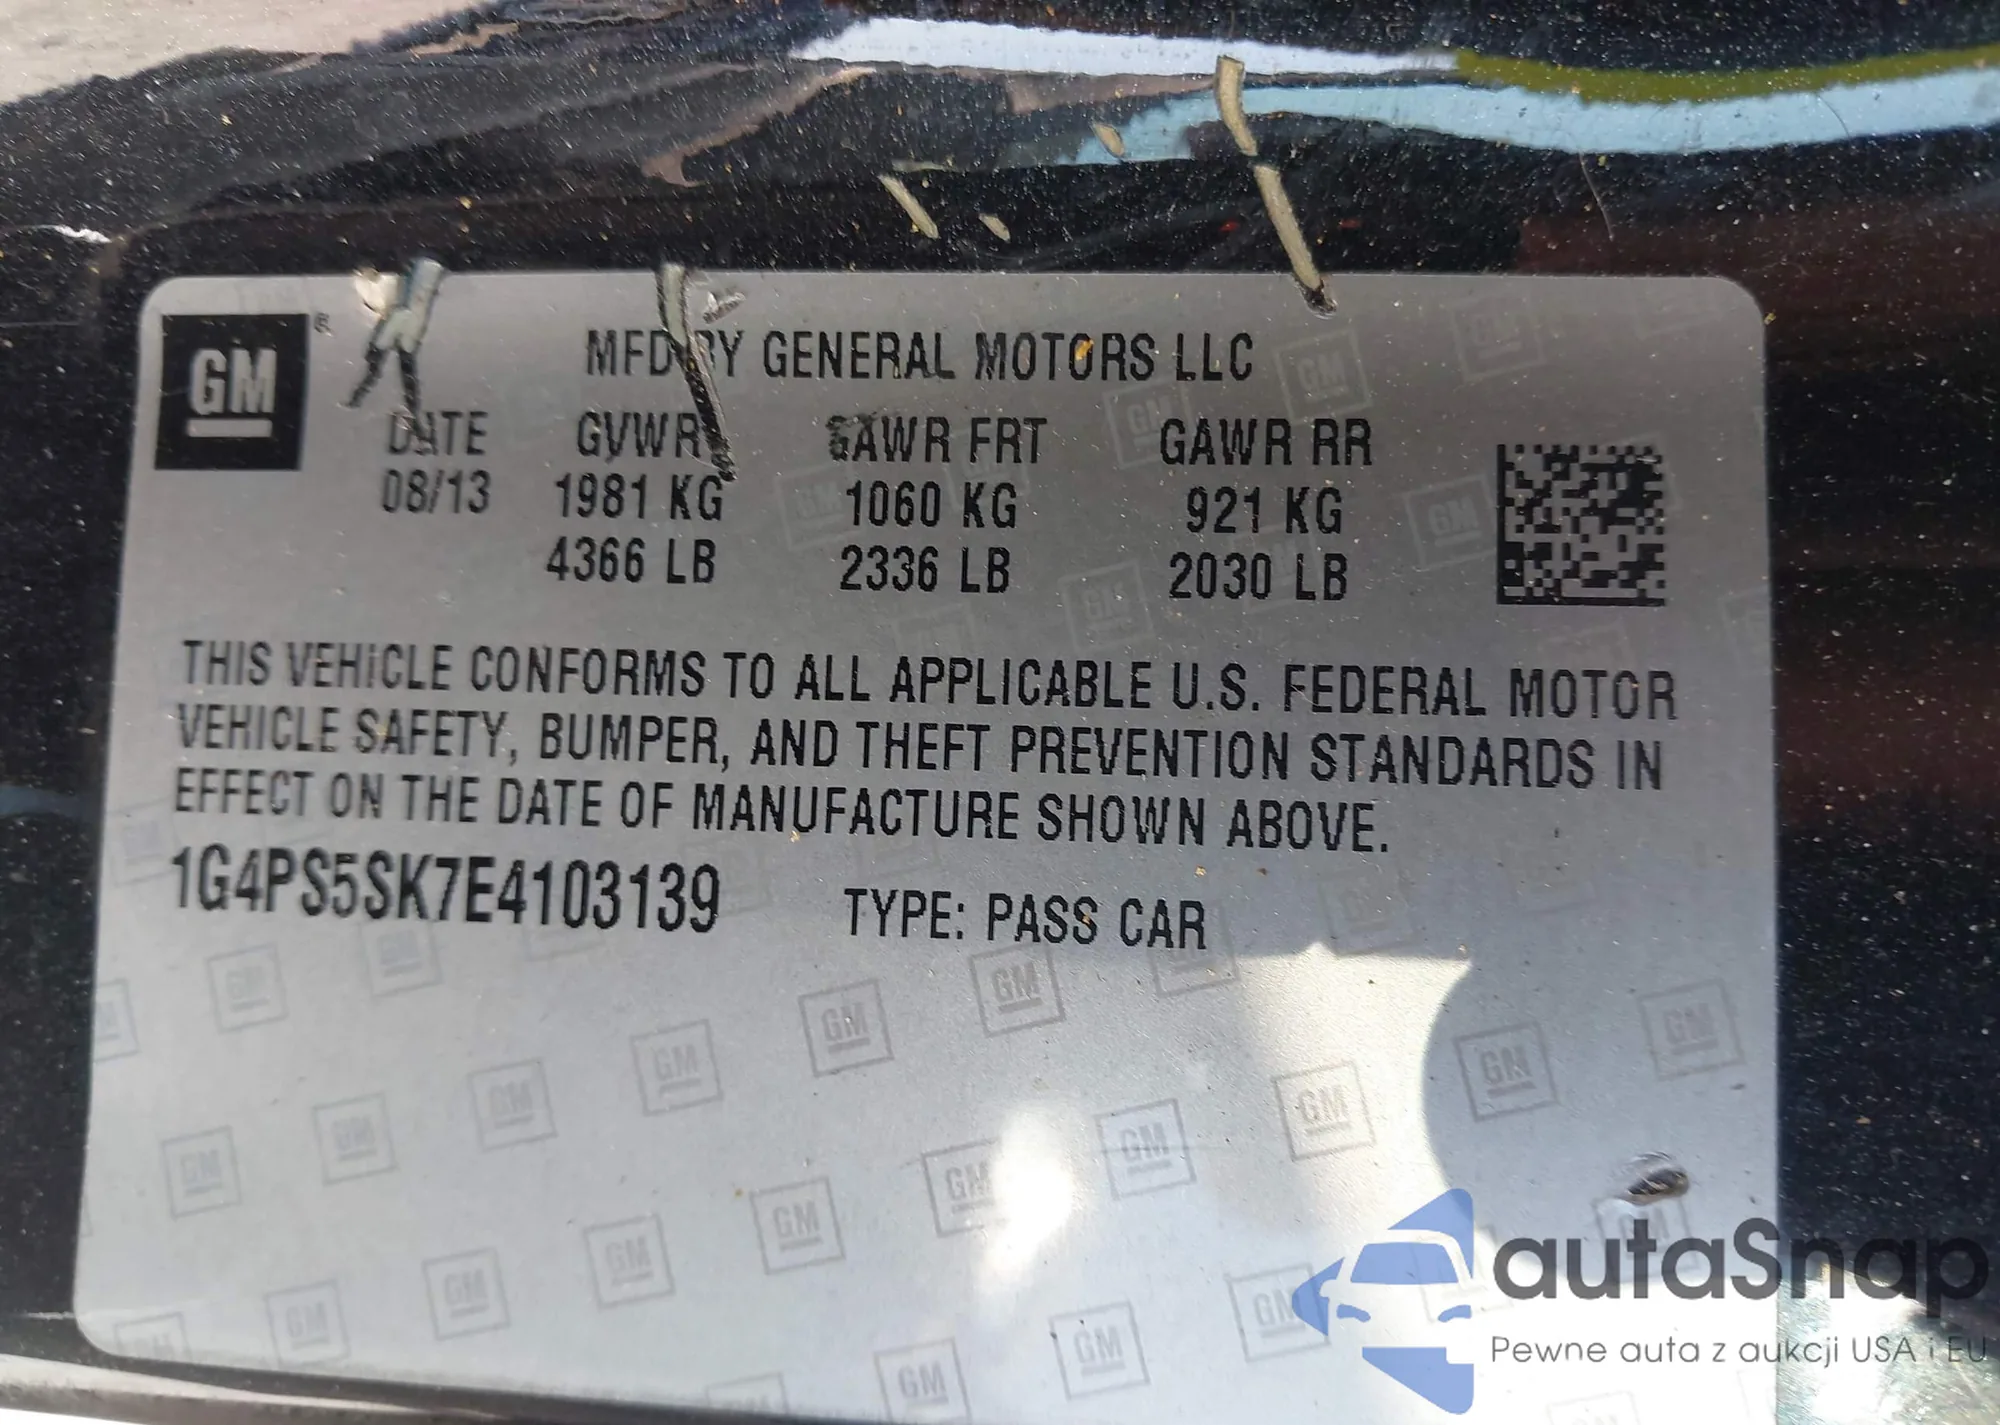 GM
MFD BY GENERAL MOTORS LLC
DATE GVWR GAWR FRT GAWR RR
08/13 1981 KG 1060 KG 921 KG
4366 LB 2336 LB 2030 LB
THIS VEHICLE CONFORMS TO ALL APPLICABLE U.S. FEDERAL MOTOR
VEHICLE SAFETY, BUMPER, AND THEFT PREVENTION STANDARDS IN
EFFECT ON THE DATE OF MANUFACTURE SHOWN ABOVE.
1G4PS5SK7E4103139 TYPE: PASS CAR
autaSnap
Pewne auta z aukcji USA i EU